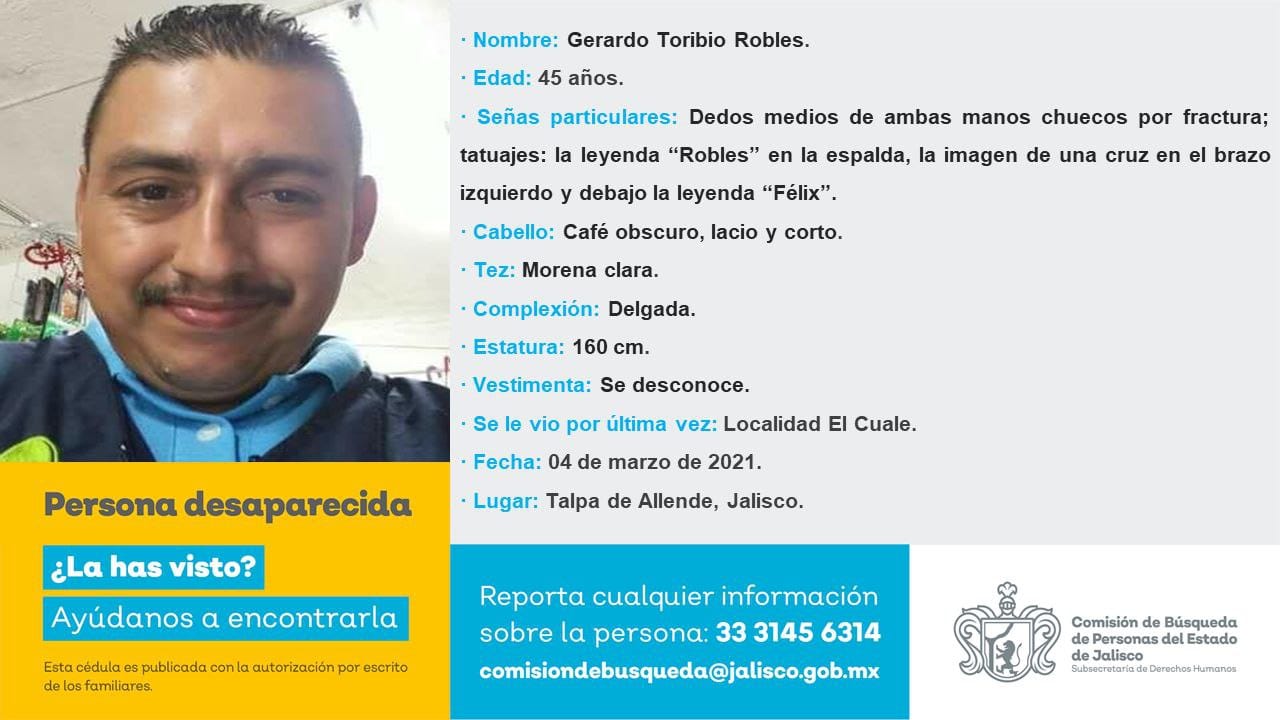 · Nombre: Gerardo Toribio Robles.
· Edad: 45 años.
· Señas particulares: Dedos medios de ambas manos chuecos por fractura;
tatuajes: la leyenda “Robles” en la espalda, la imagen de una cruz en el brazo
izquierdo y debajo la leyenda “Félix”.
· Cabello: Café obscuro, lacio y corto.
· Tez: Morena clara.
· Complexión: Delgada.
· Estatura: 160 cm.
· Vestimenta: Se desconoce.
· Se le vio por última vez: Localidad El Cuale.
· Fecha: 04 de marzo de 2021.
· Lugar: Talpa de Allende, Jalisco.
Persona desaparecida
¿La has visto?
Ayúdanos a encontrarla
Esta cédula es publicada con la autorización por escrito
de los familiares.
Reporta cualquier información
sobre la persona: 33 3145 6314
comisiondebusqueda@jalisco.gob.mx
Comisión de Búsqueda
de Personas del Estado
de Jalisco
Subsecretaría de Derechos Humanos